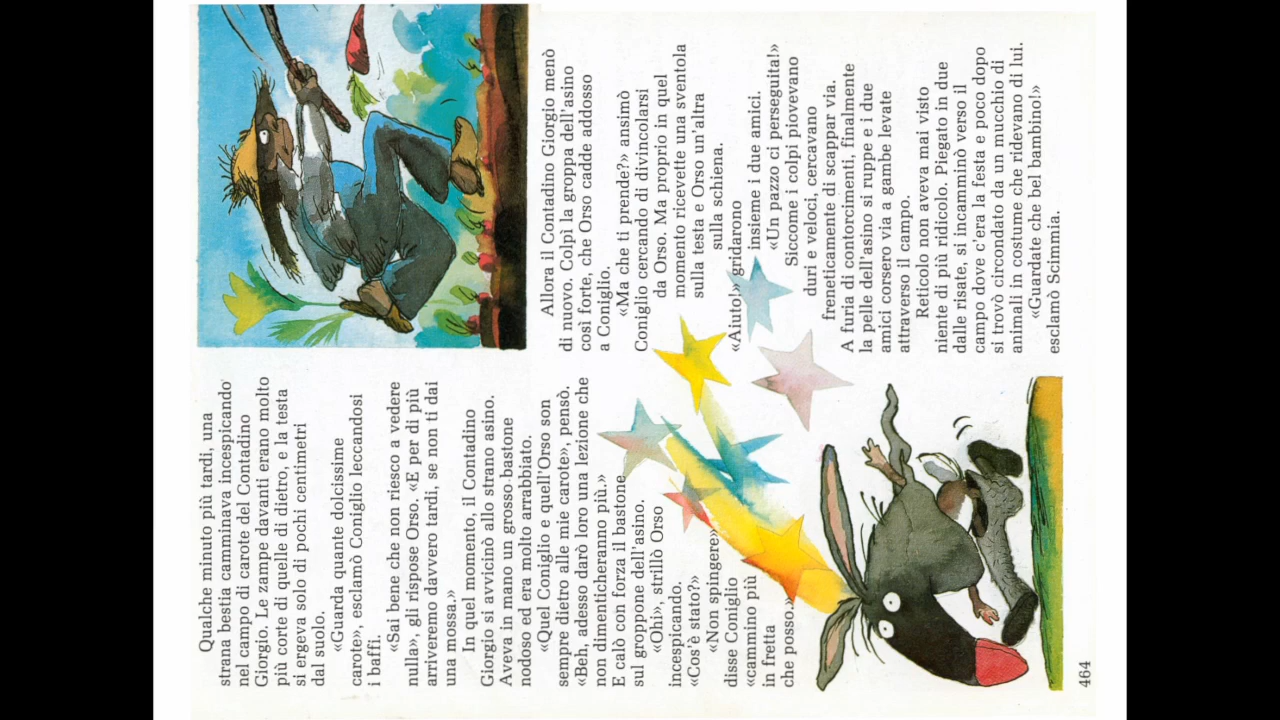 Qualche minuto più tardi, una
strana bestia camminava incespicando
nel campo di carote del Contadino
Giorgio. Le zampe davanti erano molto
più corte di quelle di dietro, e la testa
si ergeva solo di pochi centimetri
dal suolo.
«Guarda quante dolcissime
carote», esclamò Coniglio leccandosi
i baffi.
«Sai bene che non riesco a vedere
nulla», gli rispose Orso. «E per di più
arriveremo davvero tardi, se non ti dai
una mossa.»
In quel momento, il Contadino
Giorgio si avvicinò allo strano asino.
Aveva in mano un grosso bastone
nodoso ed era molto arrabbiato.
«Quel Coniglio e quell'Orso son
sempre dietro alle mie carote», pensò.
«Beh, adesso darò loro una lezione che
non dimenticheranno più.»
E calò con forza il bastone
sul groppone dell'asino.
«Ohi», strillò Orso
incespicando.
«Cos'è stato?»
«Non spingere»,
disse Coniglio
«cammino più
in fretta
che posso.»
Allora il Contadino Giorgio menò
di nuovo. Colpì la groppa dell'asino
così forte, che Orso cadde addosso
a Coniglio.
«Ma che ti prende?» ansimò
Coniglio cercando di divincolarsi
da Orso. Ma proprio in quel
momento ricevette una sventola
sulla testa e Orso un'altra
sulla schiena.
«Aiuto!» gridarono
insieme i due amici.
«Un pazzo ci perseguita!»
Siccome i colpi piovevano
duri e veloci, cercavano
freneticamente di scappar via.
A furia di contorcimenti, finalmente
la pelle dell'asino si ruppe e i due
amici corsero via a gambe levate
attraverso il campo.
Reticolo non aveva mai visto
niente di più ridicolo. Piegato in due
dalle risate, si incamminò verso il
campo dove c'era la festa e poco dopo
si trovò circondato da un mucchio di
animali in costume che ridevano di lui.
«Guardate che bel bambino!»
esclamò Scimmia.
464